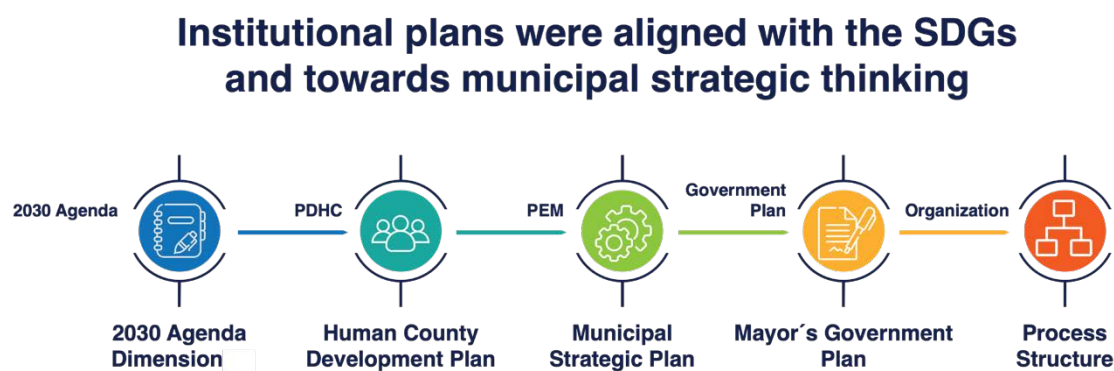 Institutional plans were aligned with the SDGs
and towards municipal strategic thinking
2030 Agenda
PDHC
PEM
Government
Plan
Organization
2030 Agenda
Dimension
Human County
Development Plan
Municipal
Strategic Plan
Mayor´s Government
Plan
Process
Structure